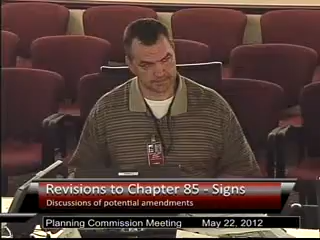 Revisions to Chapter 85 - Signs
Discussions of potential amendments
Planning Commission Meeting May 22, 2012